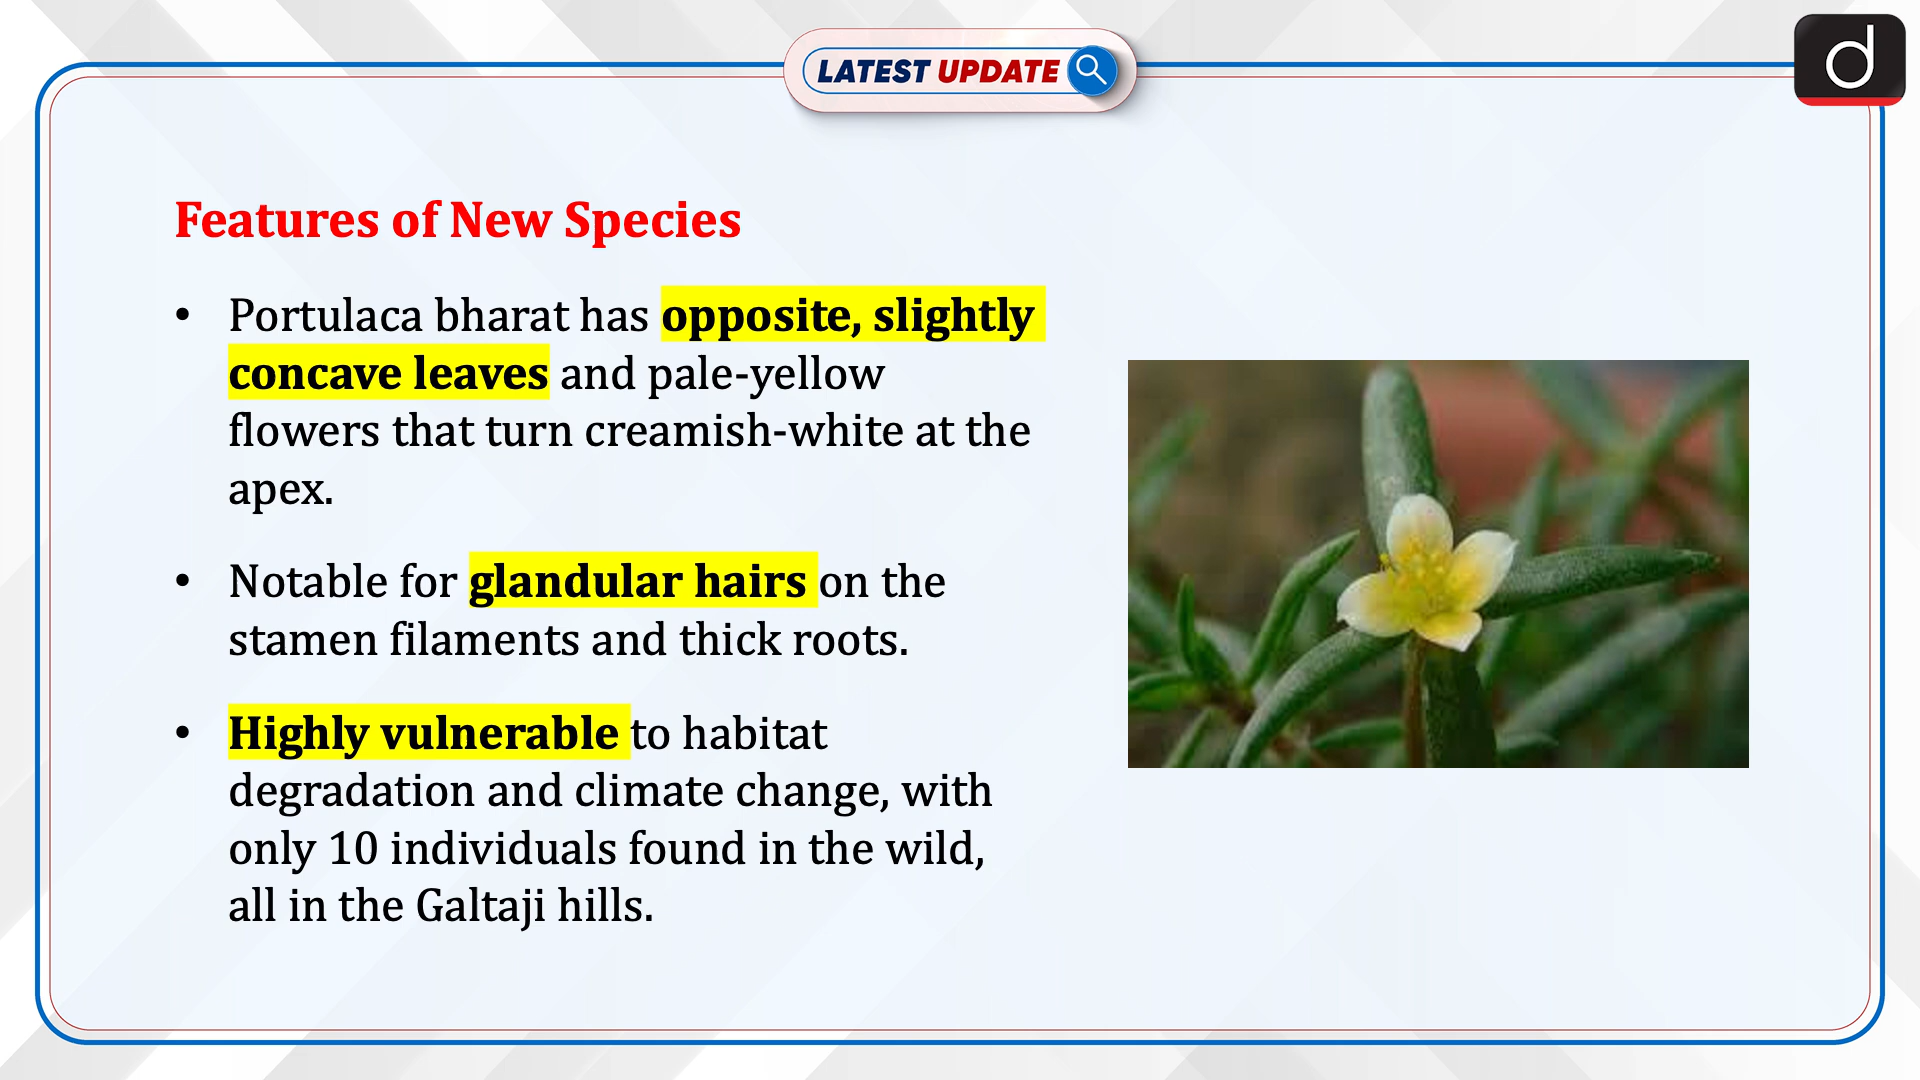 LATEST UPDATE
d
Features of New Species
• Portulaca bharat has opposite, slightly
concave leaves and pale-yellow
flowers that turn creamish-white at the
apex.
• Notable for glandular hairs on the
stamen filaments and thick roots.
• Highly vulnerable to habitat
degradation and climate change, with
only 10 individuals found in the wild,
all in the Galtaji hills.